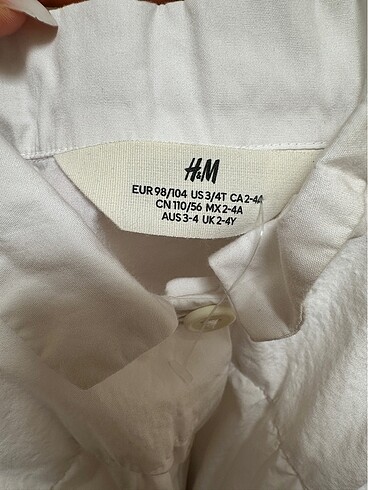 H&M
EUR 98/104 US 3/4T CA 2-4A
CN 110/56 MX 2-4A
AUS 3-4 UK 2-4Y